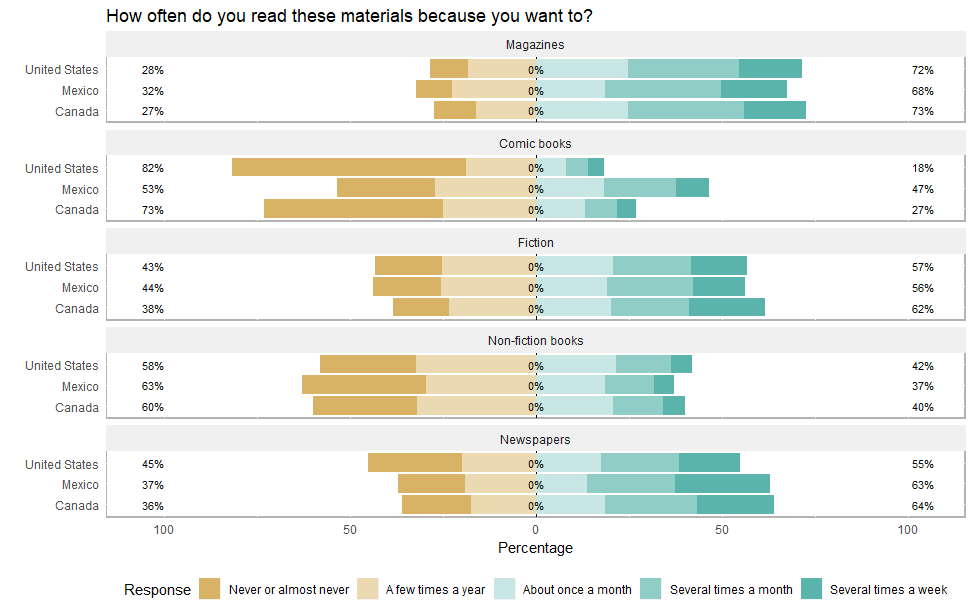 How often do you read these materials because you want to?
Magazines
United States 28% 0% 72%
Mexico 32% 0% 68%
Canada 27% 0% 73%
Comic books
United States 82% 0% 18%
Mexico 53% 0% 47%
Canada 73% 0% 27%
Fiction
United States 43% 0% 57%
Mexico 44% 0% 56%
Canada 38% 0% 62%
Non-fiction books
United States 58% 0% 42%
Mexico 63% 0% 37%
Canada 60% 0% 40%
Newspapers
United States 45% 0% 55%
Mexico 37% 0% 63%
Canada 36% 0% 64%
100 50 0 50 100
Percentage
Response Never or almost never A few times a year About once a month Several times a month Several times a week